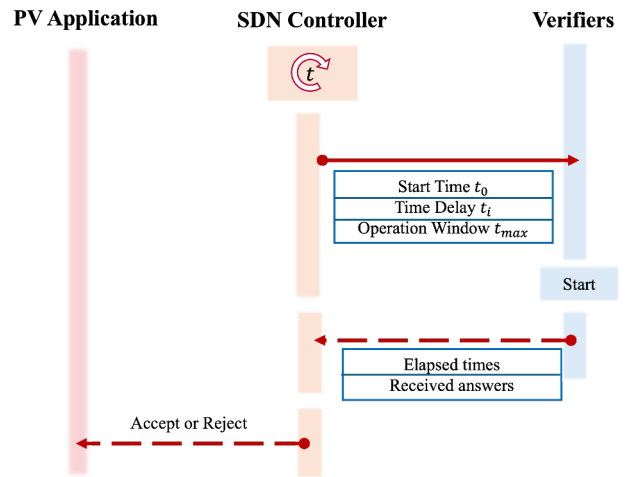 PV Application
SDN Controller
Verifiers
t
Start Time t₀
Time Delay tᵢ
Operation Window tₘₐₓ
Start
Elapsed times
Received answers
Accept or Reject